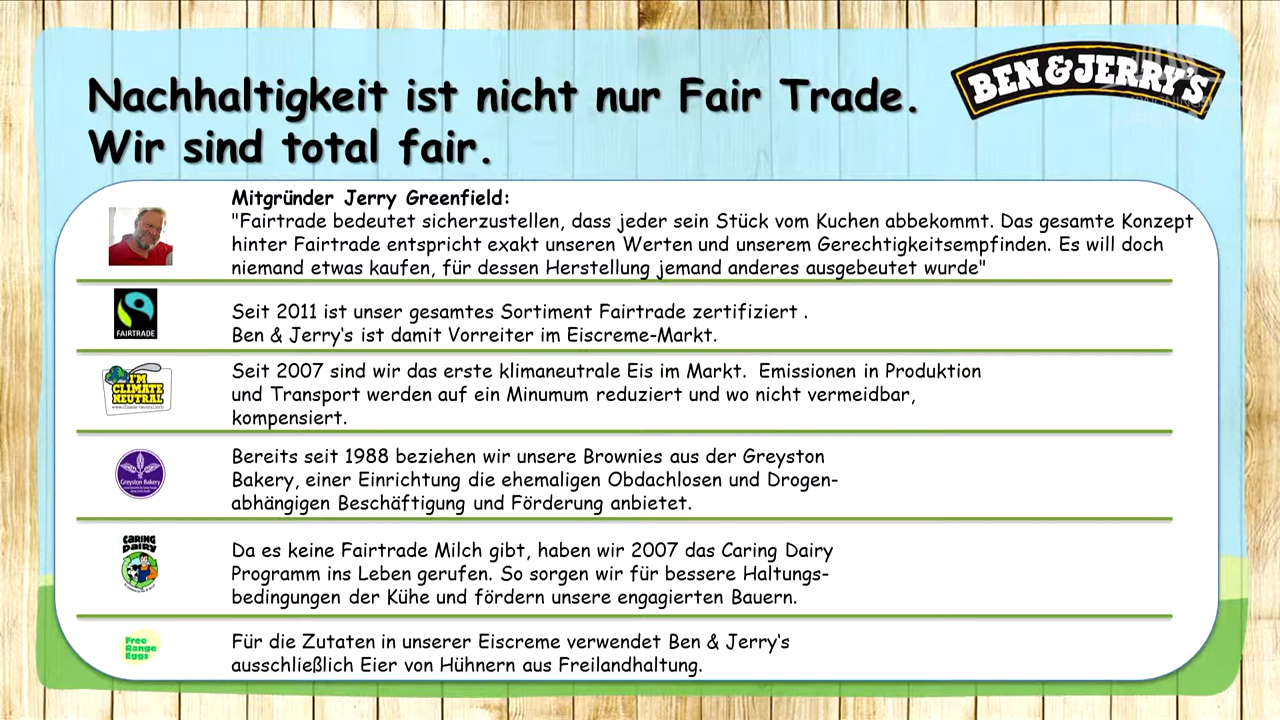 Nachhaltigkeit ist nicht nur Fair Trade.
Wir sind total fair.
BEN & JERRY'S
Mitgründer Jerry Greenfield:
"Fairtrade bedeutet sicherzustellen, dass jeder sein Stück vom Kuchen abbekommt. Das gesamte Konzept
hinter Fairtrade entspricht exakt unseren Werten und unserem Gerechtigkeitsempfinden. Es will doch
niemand etwas kaufen, für dessen Herstellung jemand anderes ausgebeutet wurde"
FAIRTRADE
Seit 2011 ist unser gesamtes Sortiment Fairtrade zertifiziert .
Ben & Jerry‘s ist damit Vorreiter im Eiscreme-Markt.
I'M
CLIMATE
NEUTRAL
Seit 2007 sind wir das erste klimaneutrale Eis im Markt. Emissionen in Produktion
und Transport werden auf ein Minumum reduziert und wo nicht vermeidbar,
kompensiert.
Greyston Bakery
Bereits seit 1988 beziehen wir unsere Brownies aus der Greyston
Bakery, einer Einrichtung die ehemaligen Obdachlosen und Drogen-
abhängigen Beschäftigung und Förderung anbietet.
CARING
DAIRY
Da es keine Fairtrade Milch gibt, haben wir 2007 das Caring Dairy
Programm ins Leben gerufen. So sorgen wir für bessere Haltungs-
bedingungen der Kühe und fördern unsere engagierten Bauern.
Free
Range
Eggs
Für die Zutaten in unserer Eiscreme verwendet Ben & Jerry‘s
ausschließlich Eier von Hühnern aus Freilandhaltung.